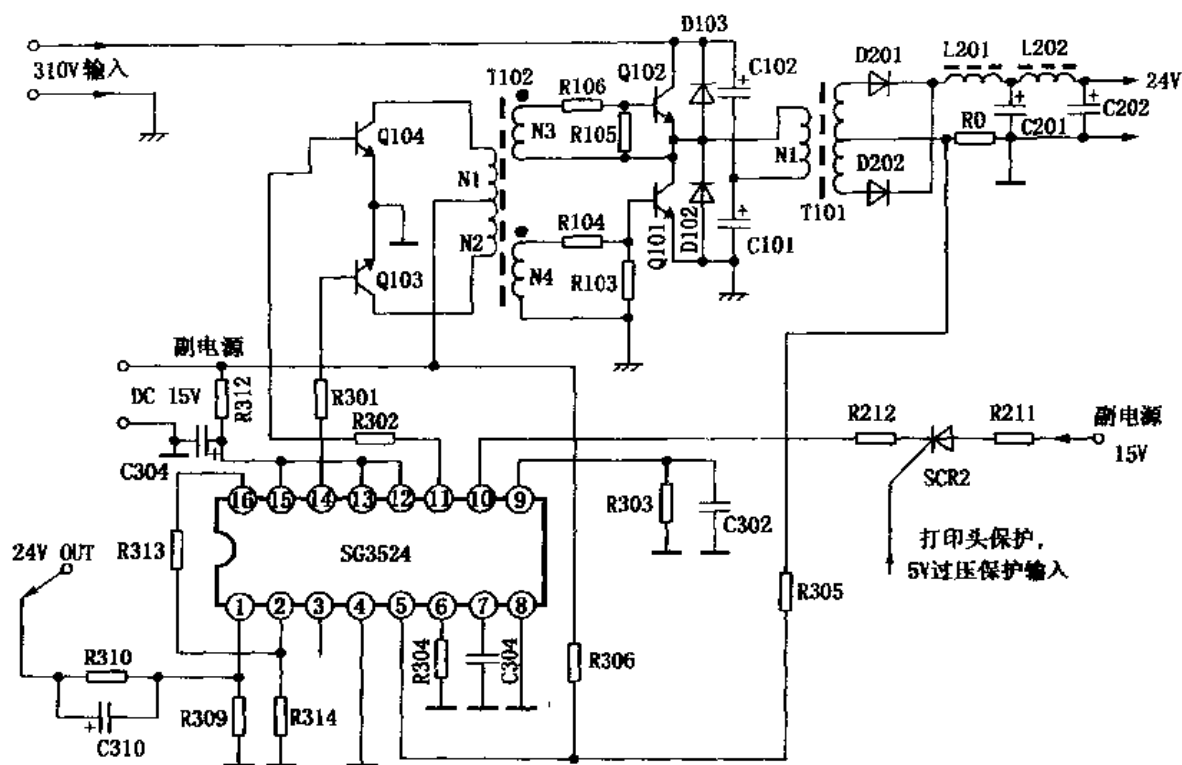 310V 输入
D103
T102
Q102
C102
D201
L201
L202
24V
R106
R105
N3
Q104
N1
N1
R0
C201
C202
D202
T101
N2
Q103
R104
R103
N4
Q101
D102
C101
副电源
DC 15V
R312
R301
R302
C304
R212
R211
副电源
15V
SCR2
16
15
14
13
12
11
10
9
R303
C302
打印头保护,
5V过压保护输入
24V OUT
R313
SG3524
1
2
3
4
5
6
7
8
R305
R310
R304
C304
R306
C310
R309
R314